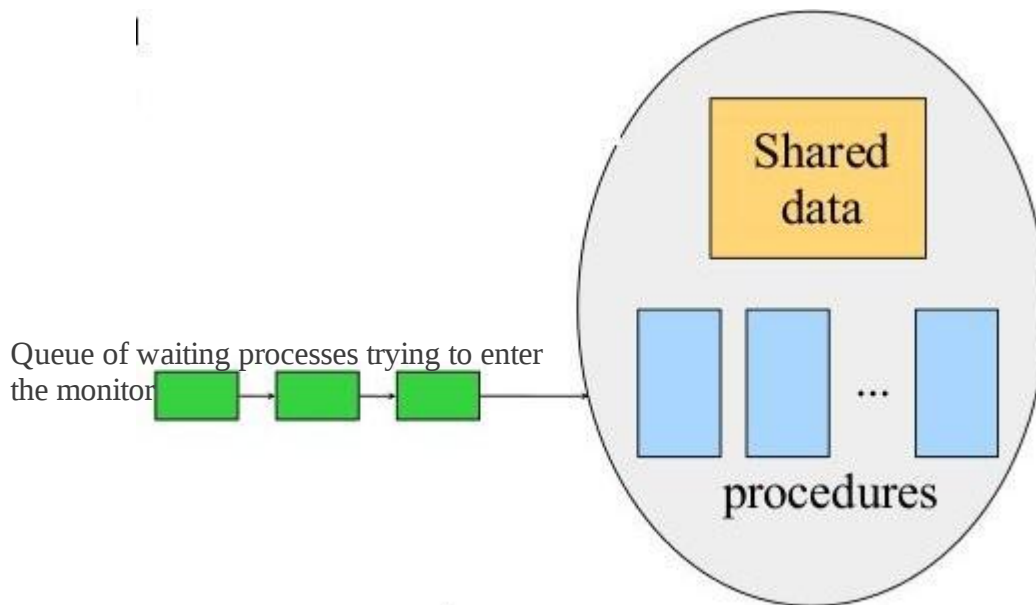 Shared
data
Queue of waiting processes trying to enter
the monitor
...
procedures